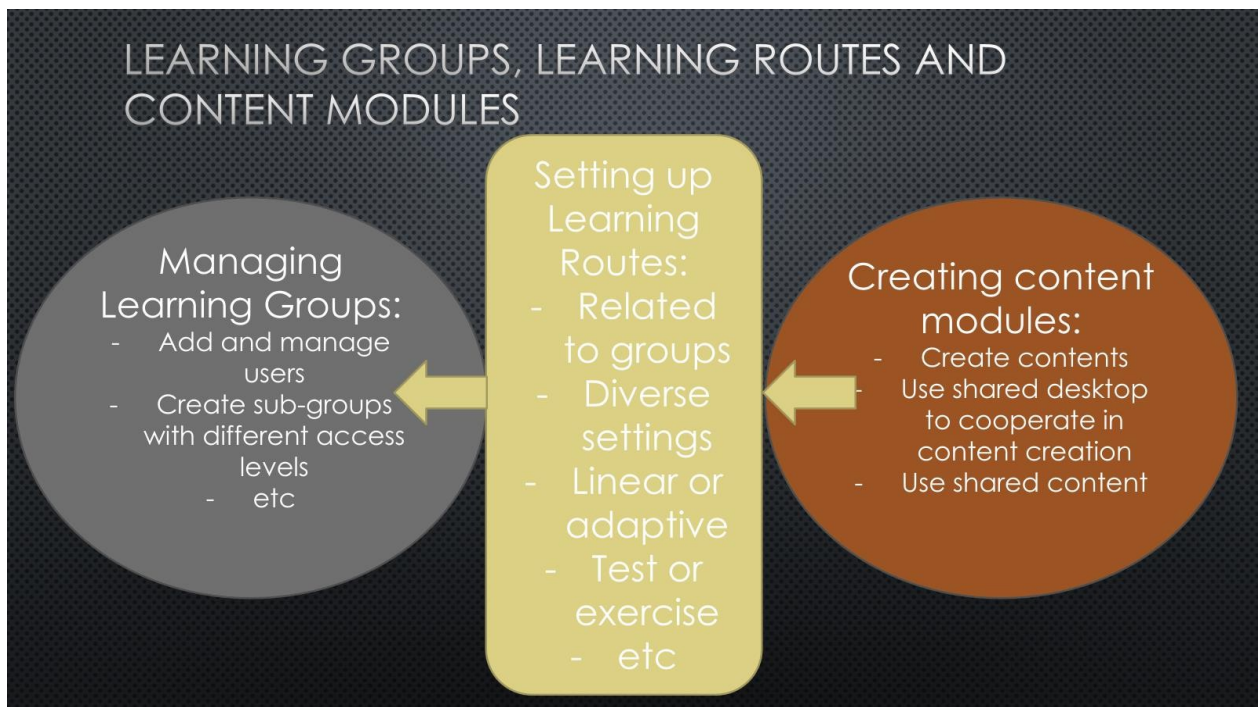 LEARNING GROUPS, LEARNING ROUTES AND
CONTENT MODULES
Managing
Learning Groups:
- Add and manage
users
- Create sub-groups
with different access
levels
- etc
Setting up
Learning
Routes:
- Related
to groups
- Diverse
settings
- Linear or
adaptive
- Test or
exercise
- etc
Creating content
modules:
- Create contents
- Use shared desktop
to cooperate in
content creation
- Use shared content